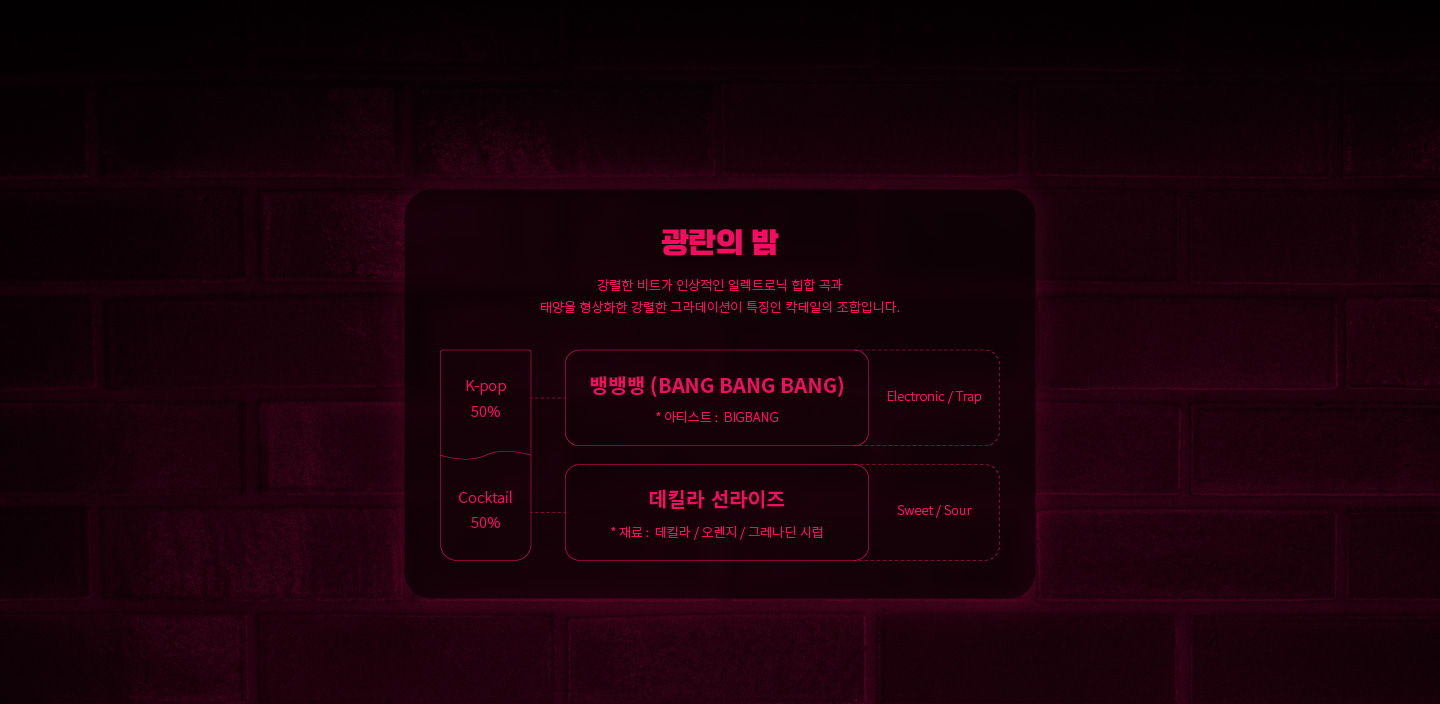 광란의 밤
강렬한 비트가 인상적인 일렉트로닉 힙합 곡과
태양을 형상화한 강렬한 그라데이션이 특징인 칵테일의 조합입니다.
K-pop
50%
뱅뱅뱅 (BANG BANG BANG)
* 아티스트 : BIGBANG
Electronic / Trap
Cocktail
50%
데킬라 선라이즈
* 재료 : 데킬라 / 오렌지 / 그레나딘 시럽
Sweet / Sour